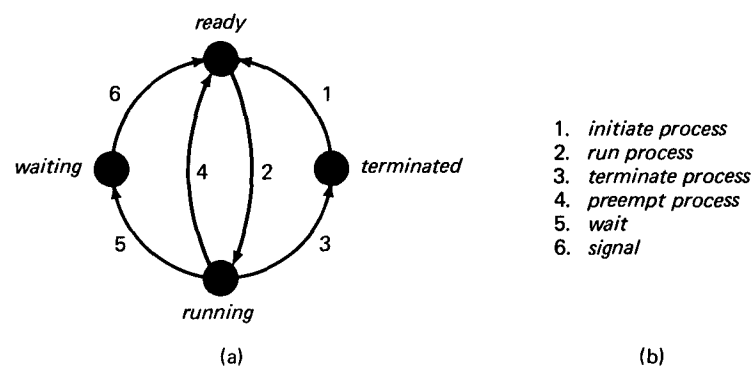 ready
6
1
waiting
4
2
terminated
5
3
running
(a)
1. initiate process
2. run process
3. terminate process
4. preempt process
5. wait
6. signal
(b)